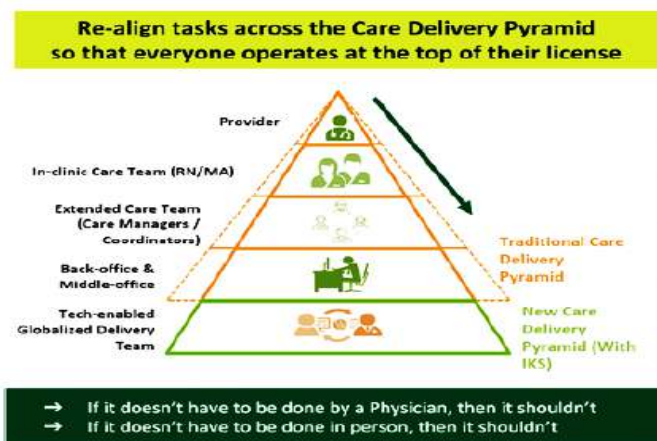 Re-align tasks across the Care Delivery Pyramid
so that everyone operates at the top of their license
Provider
In-clinic Care Team (RN/MA)
Extended Care Team
(Care Managers /
Coordinators)
Back-office &
Middle-office
Tech-enabled
Globalized Delivery
Team
Traditional Care
Delivery
Pyramid
New Care
Delivery
Pyramid (With
IKS)
→ If it doesn't have to be done by a Physician, then it shouldn't
→ If it doesn't have to be done in person, then it shouldn't